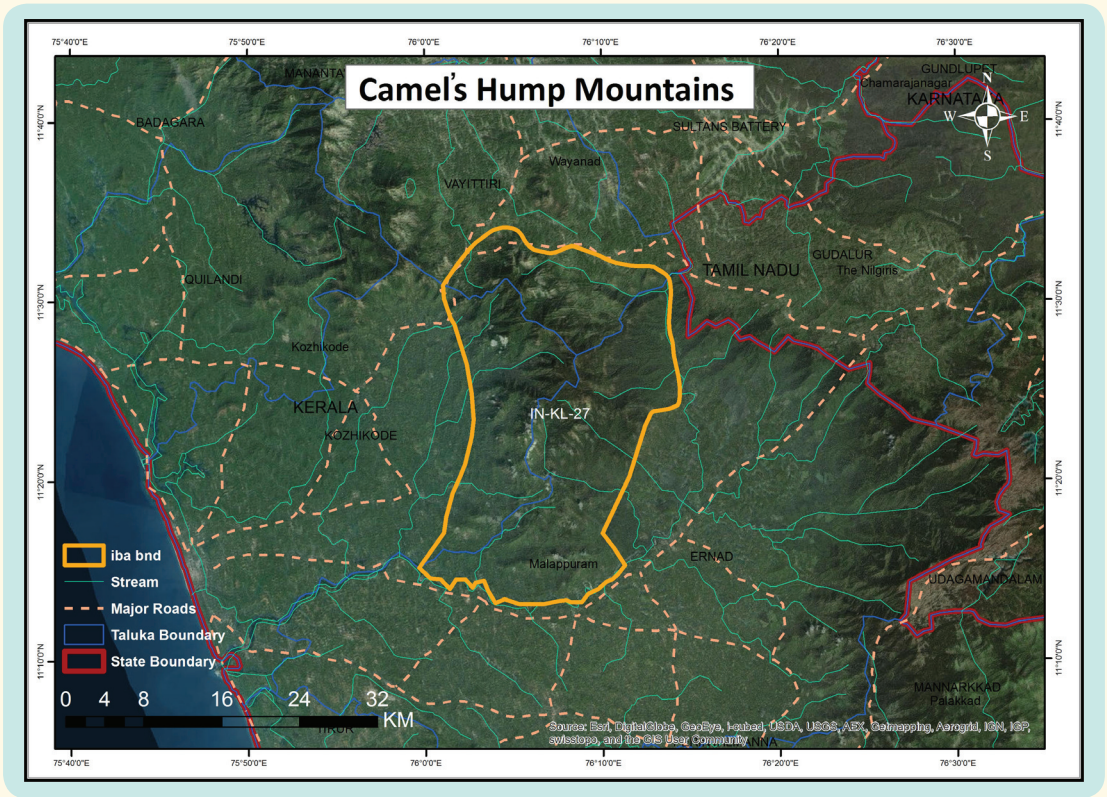 75°40'0"E 75°50'0"E 76°0'0"E 76°10'0"E 76°20'0"E 76°30'0"E
Camel's Hump Mountains
MANANTA
GUNDLUPET
Chamarajanagar
KARNATAKA
N
W E
S
11°40'0"N 11°40'0"N
BADAGARA
SULTANS BATTERY
Wayanad
VAYITTIRI
QUILANDI
TAMIL NADU
GUDALUR
The Nilgiris
11°30'0"N 11°30'0"N
Kozhikode
KERALA
IN-KL-27
KOZHIKODE
11°20'0"N 11°20'0"N
Malappuram
ERNAD
UDAGAMANDALAM
iba bnd
Stream
Major Roads
Taluka Boundary
State Boundary
11°10'0"N 11°10'0"N
MANNARKKAD
Palakkad
0 4 8 16 24 32
KM
TIRUR
Source: Esri, DigitalGlobe, GeoEye, i-cubed, USDA, USGS, AEX, Getmapping, Aerogrid, IGN, IGP,
swisstopo, and the GIS User Community
75°40'0"E 75°50'0"E 76°0'0"E 76°10'0"E 76°20'0"E 76°30'0"E